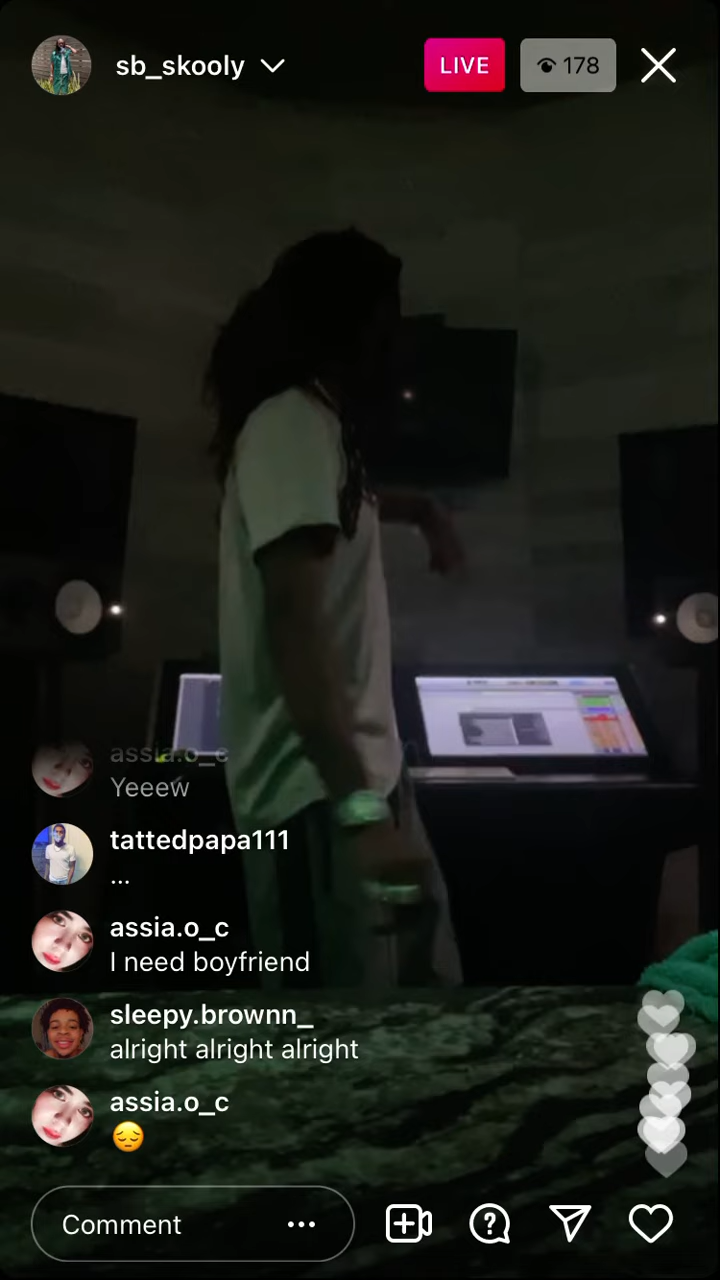 sb_skooly
LIVE
178
assia.o_c
Yeeew
tattedpapa111
...
assia.o_c
I need boyfriend
sleepy.brownn_
alright alright alright
assia.o_c
😔
Comment